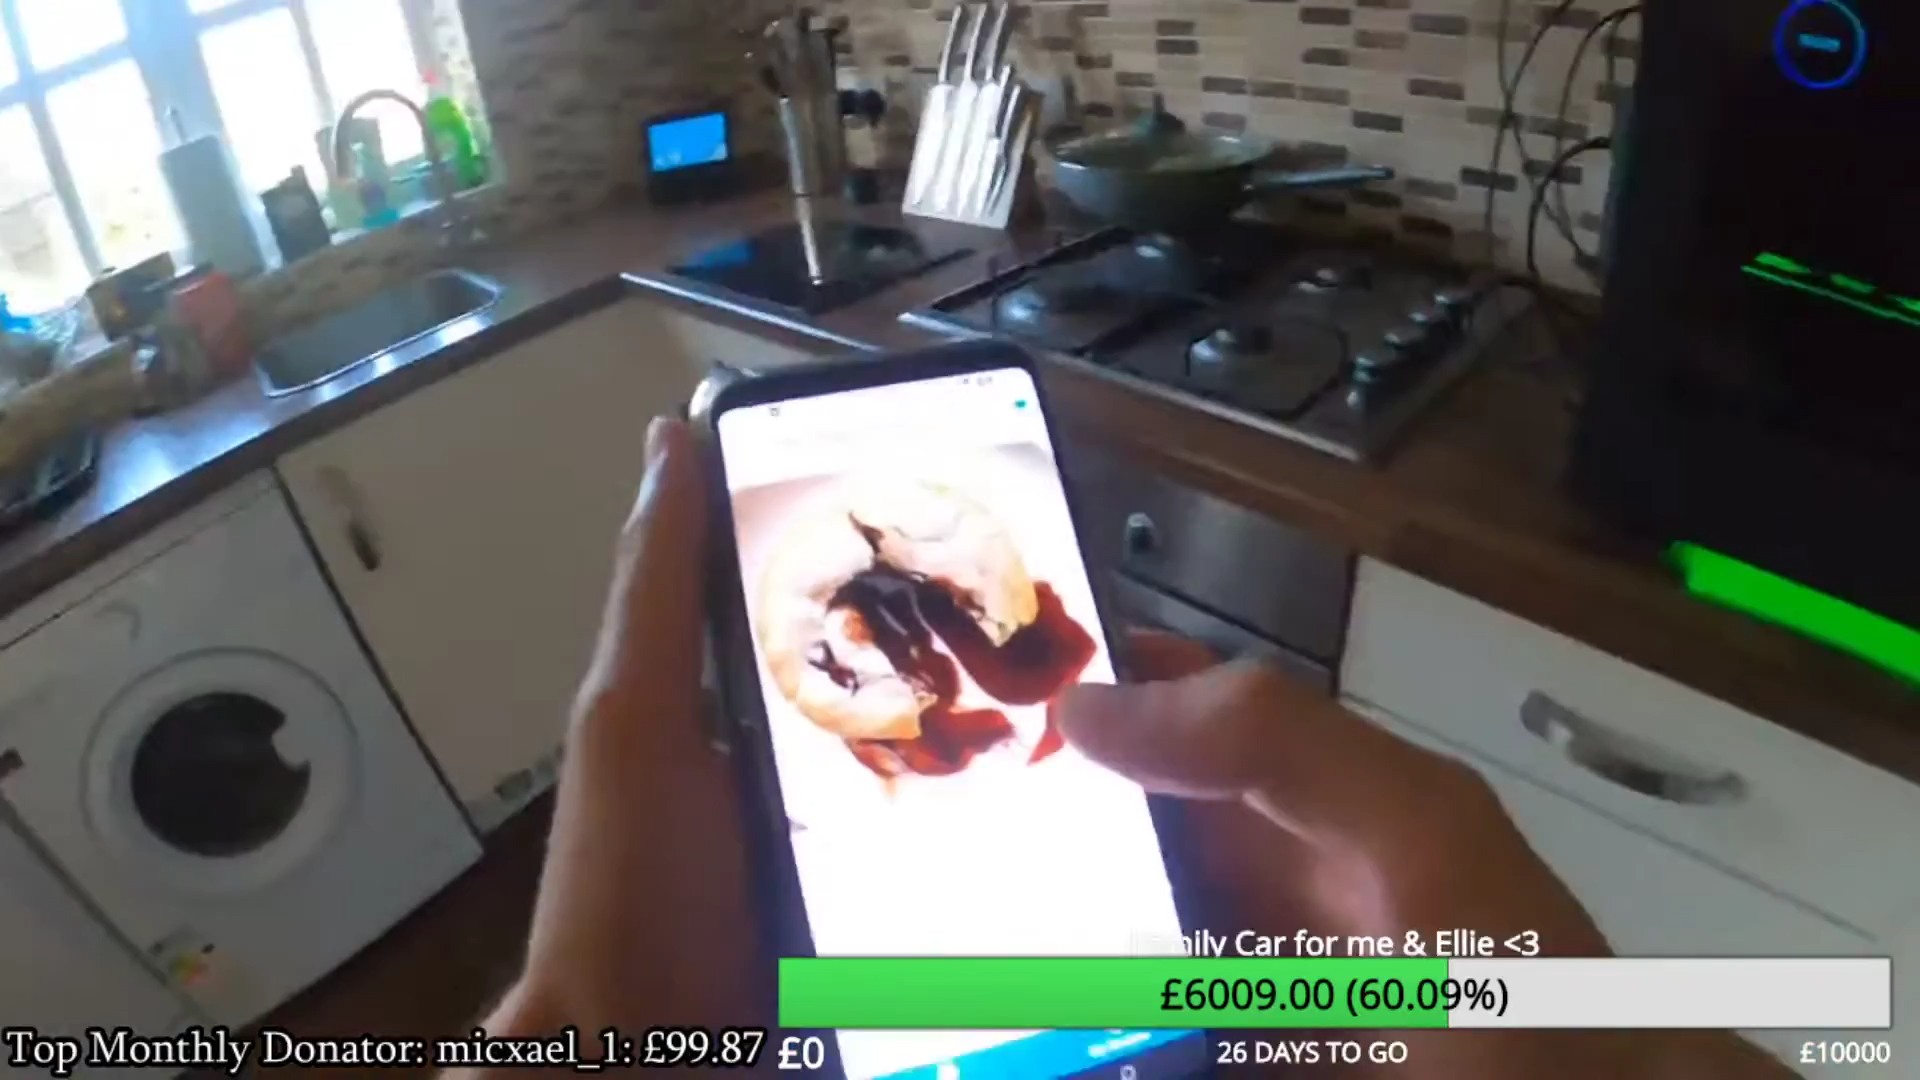 mily Car for me & Ellie <3
£6009.00 (60.09%)
Top Monthly Donator: micxael_1: £99.87
£0
26 DAYS TO GO
£10000